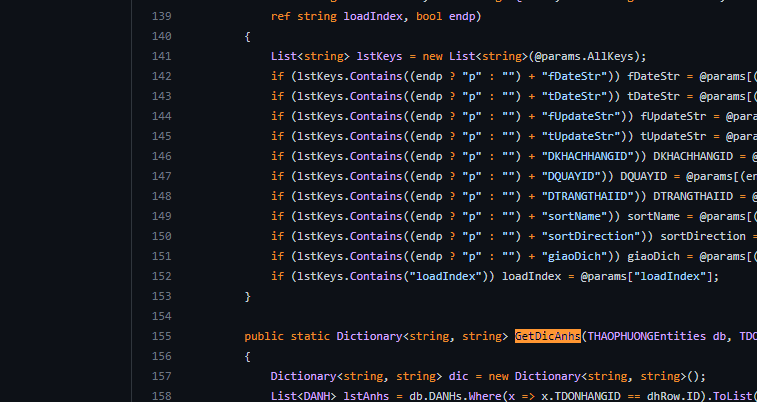 139 ref string loadIndex, bool endp)
140 {
141 List<string> lstKeys = new List<string>(@params.AllKeys);
142 if (lstKeys.Contains((endp ? "p" : "") + "fDateStr")) fDateStr = @params[(
143 if (lstKeys.Contains((endp ? "p" : "") + "tDateStr")) tDateStr = @params[(
144 if (lstKeys.Contains((endp ? "p" : "") + "fUpdateStr")) fUpdateStr = @para
145 if (lstKeys.Contains((endp ? "p" : "") + "tUpdateStr")) tUpdateStr = @para
146 if (lstKeys.Contains((endp ? "p" : "") + "DKHACHHANGID")) DKHACHHANGID = @
147 if (lstKeys.Contains((endp ? "p" : "") + "DQUAYID")) DQUAYID = @params[(en
148 if (lstKeys.Contains((endp ? "p" : "") + "DTRANGTHAIID")) DTRANGTHAIID = @
149 if (lstKeys.Contains((endp ? "p" : "") + "sortName")) sortName = @params[(
150 if (lstKeys.Contains((endp ? "p" : "") + "sortDirection")) sortDirection =
151 if (lstKeys.Contains((endp ? "p" : "") + "giaoDich")) giaoDich = @params[(
152 if (lstKeys.Contains("loadIndex")) loadIndex = @params["loadIndex"];
153 }
154
155 public static Dictionary<string, string> GetDicAnhs(THAOPHUONGEntities db, TDO
156 {
157 Dictionary<string, string> dic = new Dictionary<string, string>();
158 List<DANH> lstAnhs = db.DANHs.Where(x => x.TDONHANGID == dhRow.ID).ToList(